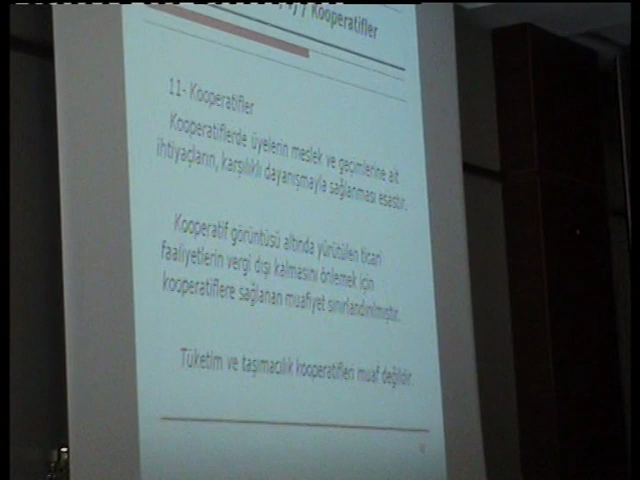 / Kooperatifler
11- Kooperatifler
Kooperatiflerde üyelerin meslek ve geçimlerine ait
ihtiyaçların, karşılıklı dayanışmayla sağlanması esastır.
Kooperatif görüntüsü altında yürütülen ticari
faaliyetlerin vergi dışı kalmasını önlemek için
kooperatiflere sağlanan muafiyet sınırlandırılmıştır.
Tüketim ve taşımacılık kooperatifleri muaf değildir